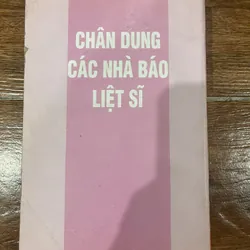 CHÂN DUNG
CÁC NHÀ BÁO
LIỆT SĨ